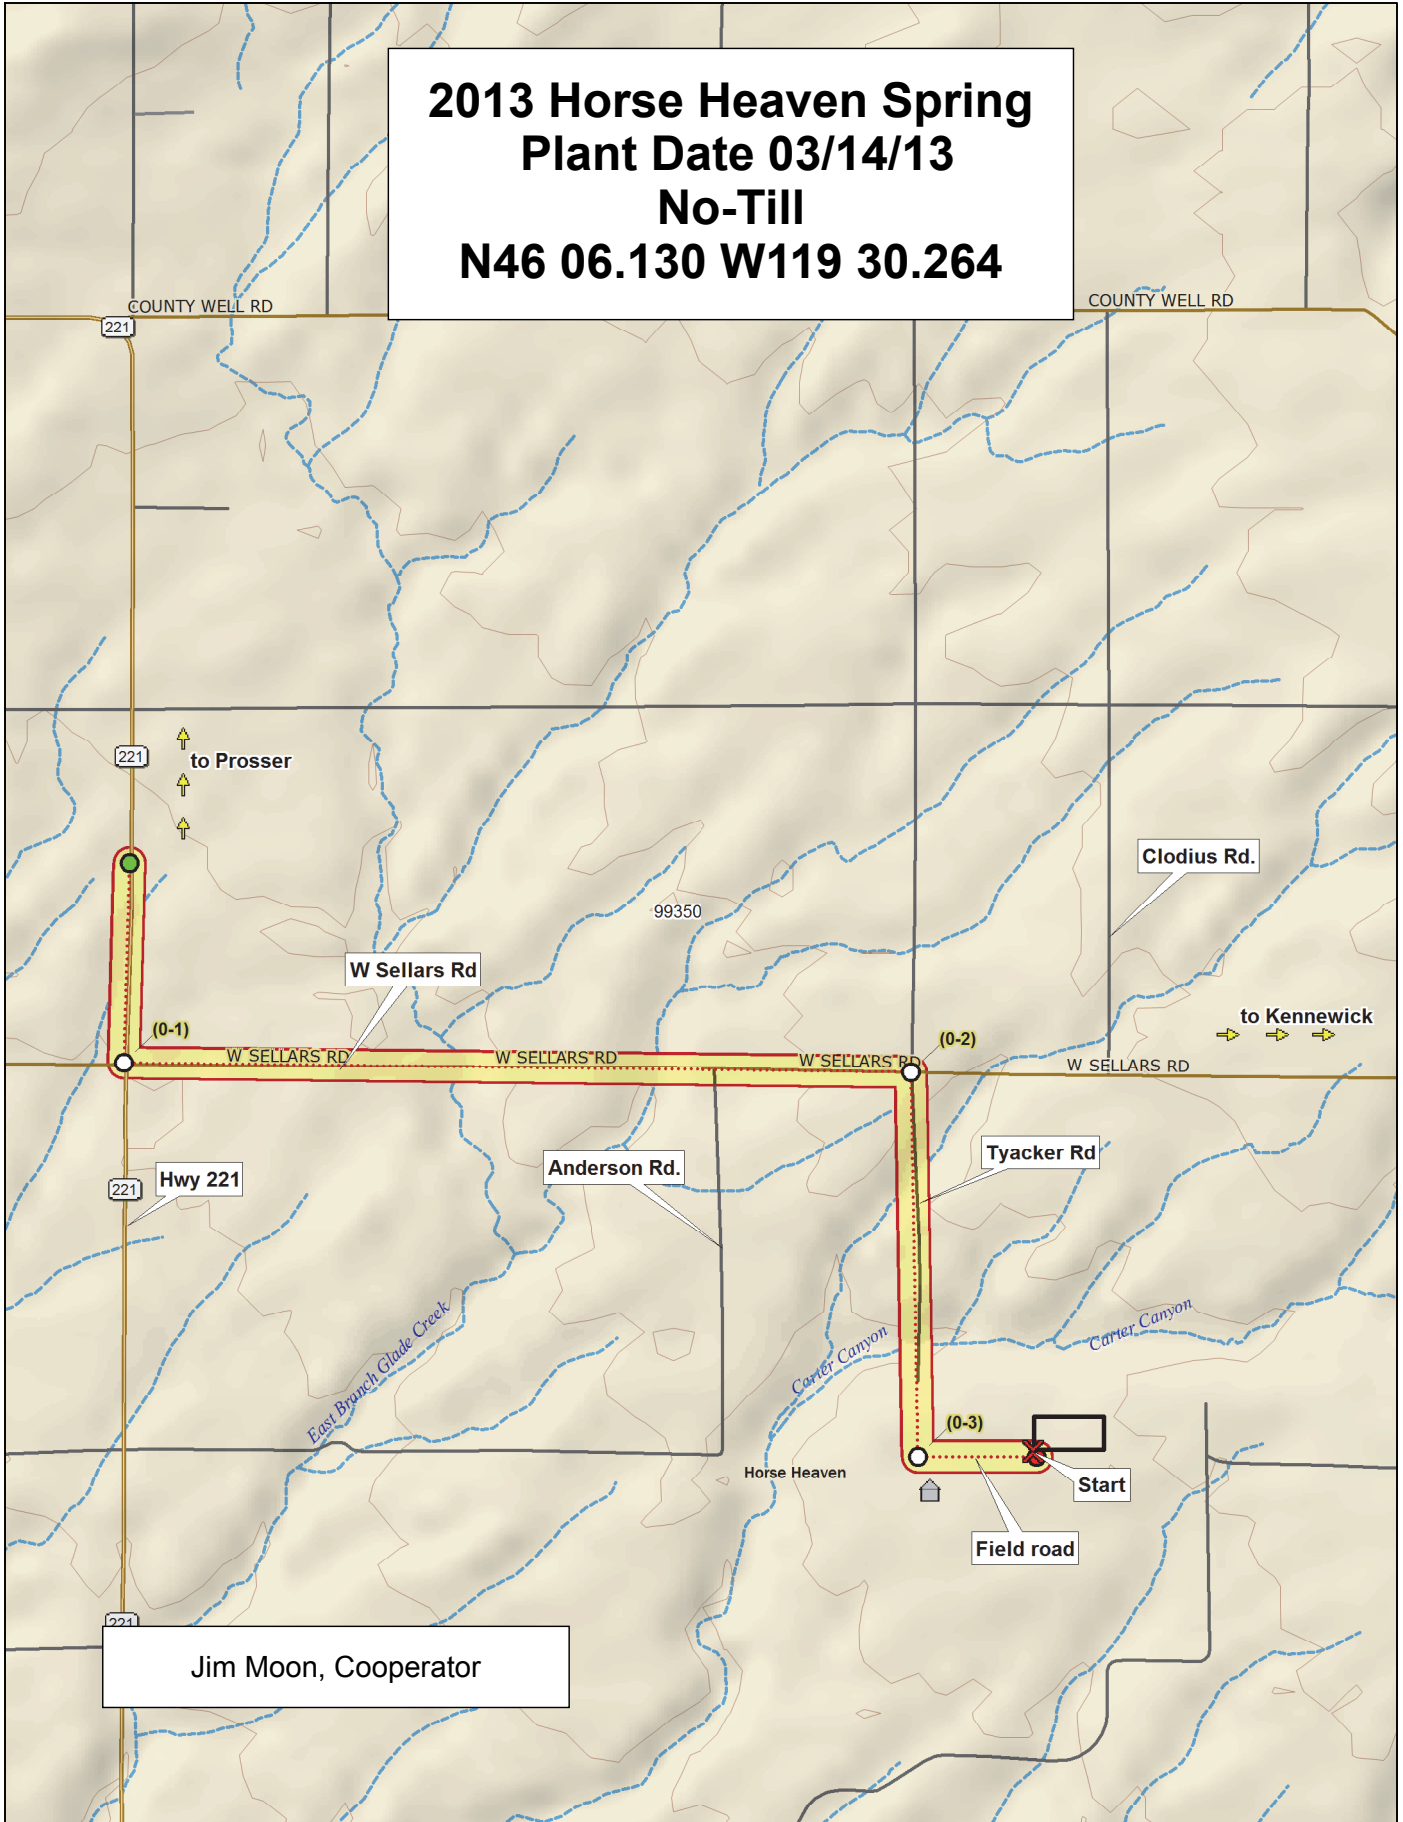 2013 Horse Heaven Spring
Plant Date 03/14/13
No-Till
N46 06.130 W119 30.264
COUNTY WELL RD
COUNTY WELL RD
221
221
to Prosser
Clodius Rd.
99350
W Sellars Rd
to Kennewick
(0-1)
(0-2)
W SELLARS RD
W SELLARS RD
W SELLARS RD
W SELLARS RD
Tyacker Rd
Anderson Rd.
Hwy 221
221
East Branch Glade Creek
Carter Canyon
Carter Canyon
(0-3)
Horse Heaven
Start
Field road
221
Jim Moon, Cooperator